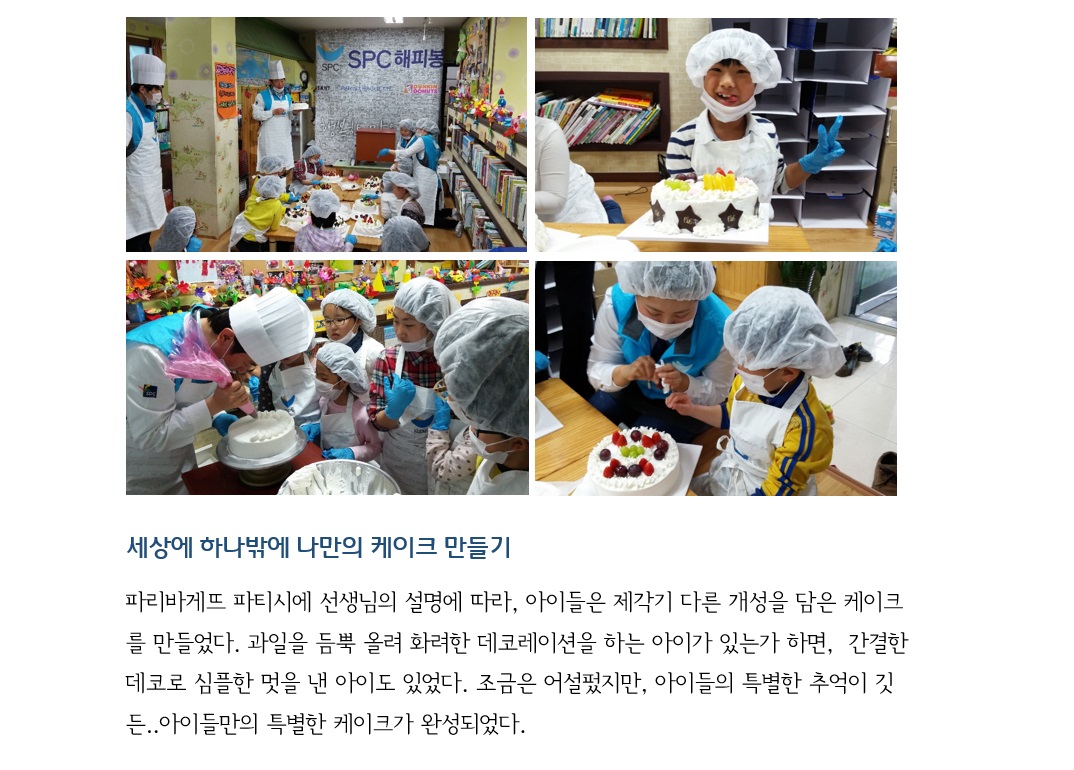 SPC
SPC해피봉
DUNKIN'
DONUTS
세상에 하나밖에 나만의 케이크 만들기
파리바게뜨 파티시에 선생님의 설명에 따라, 아이들은 제각기 다른 개성을 담은 케이크
를 만들었다. 과일을 듬뿍 올려 화려한 데코레이션을 하는 아이가 있는가 하면,  간결한
데코로 심플한 멋을 낸 아이도 있었다. 조금은 어설펐지만, 아이들의 특별한 추억이 깃
든..아이들만의 특별한 케이크가 완성되었다.